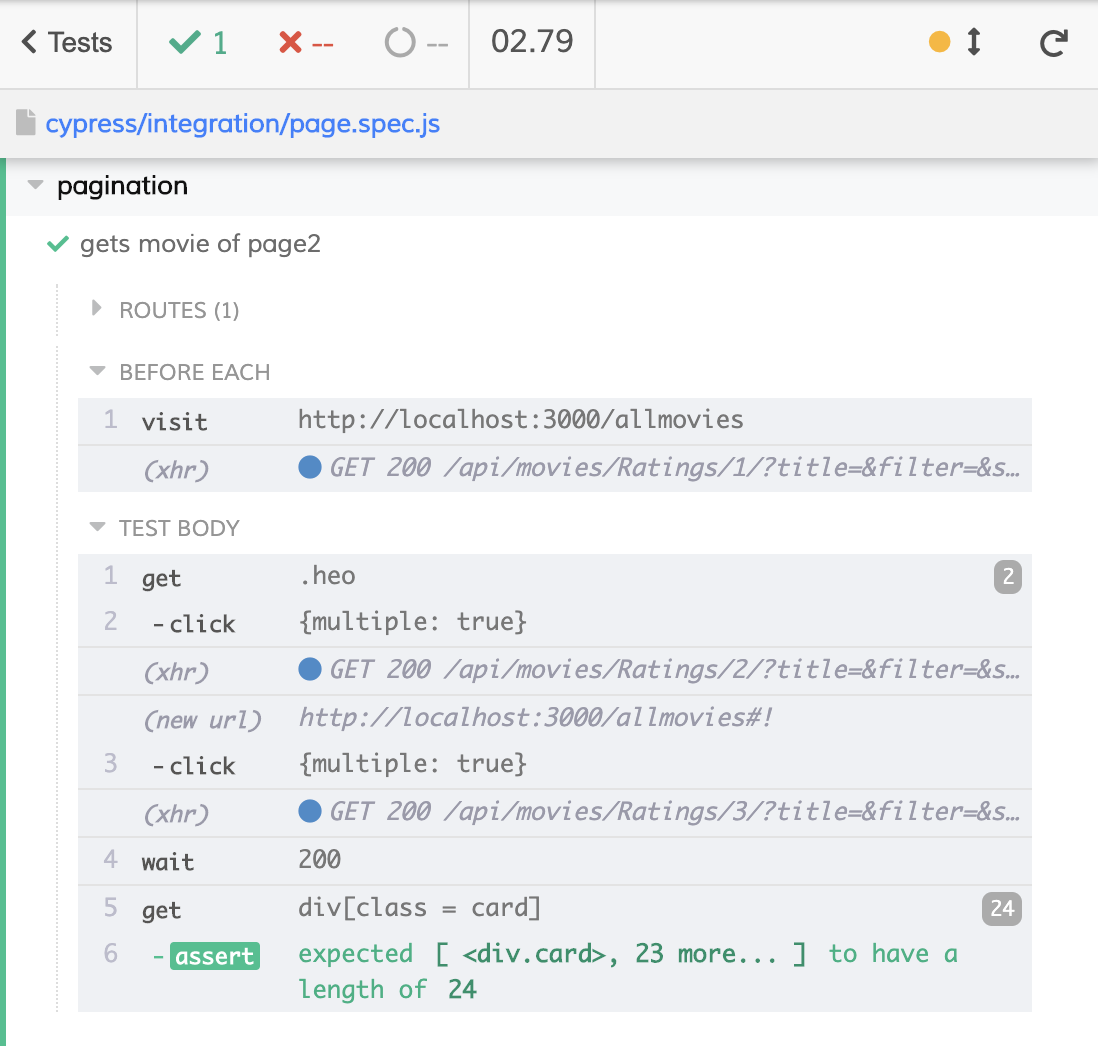 Tests 1 -- -- 02.79
cypress/integration/page.spec.js
pagination
gets movie of page2
ROUTES (1)
BEFORE EACH
1 visit http://localhost:3000/allmovies
(xhr) GET 200 /api/movies/Ratings/1/?title=&filter=&s…
TEST BODY
1 get .heo 2
2 -click {multiple: true}
(xhr) GET 200 /api/movies/Ratings/2/?title=&filter=&s…
(new url) http://localhost:3000/allmovies#!
3 -click {multiple: true}
(xhr) GET 200 /api/movies/Ratings/3/?title=&filter=&s…
4 wait 200
5 get div[class = card] 24
6 -assert expected [ <div.card>, 23 more... ] to have a
length of 24